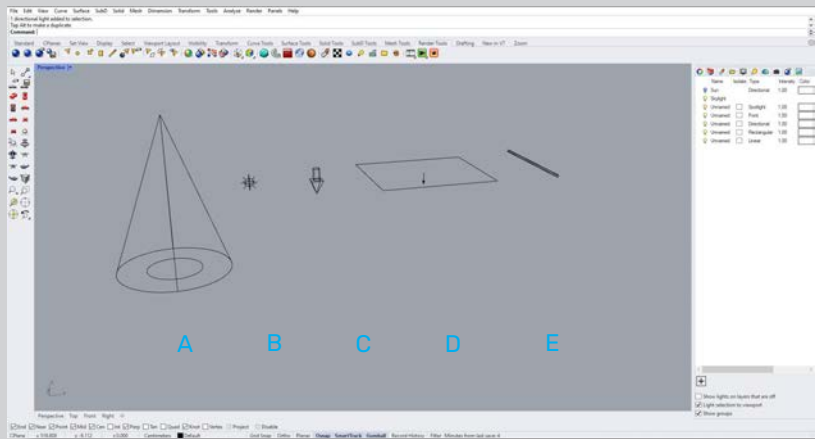 File Edit View Curve Surface SubD Solid Mesh Dimension Transform Tools Analyze Render Panels Help
1 directional light added to selection.
Tap Alt to make a duplicate
Command:
Standard CPlanes Set View Display Select Viewport Layout Visibility Transform Curve Tools Surface Tools Solid Tools SubD Tools Mesh Tools Render Tools Drafting New in V7 Zoom
Perspective
Name Isolate Type Intensity Color
Sun Directional 1.00
Skylight
Unnamed Spotlight 1.00
Unnamed Point 1.00
Unnamed Directional 1.00
Unnamed Rectangular 1.00
Unnamed Linear 1.00
A B C D E
Show lights on layers that are off
Light selection to viewport
Show groups
Perspective Top Front Right
End Near Point Mid Cen Int Perp Tan Quad Knot Vertex Project Disable
CPlane Centimeters Default Grid Snap Ortho Planar Osnap SmartTrack Gumball Record History Filter Minutes from last save: 4